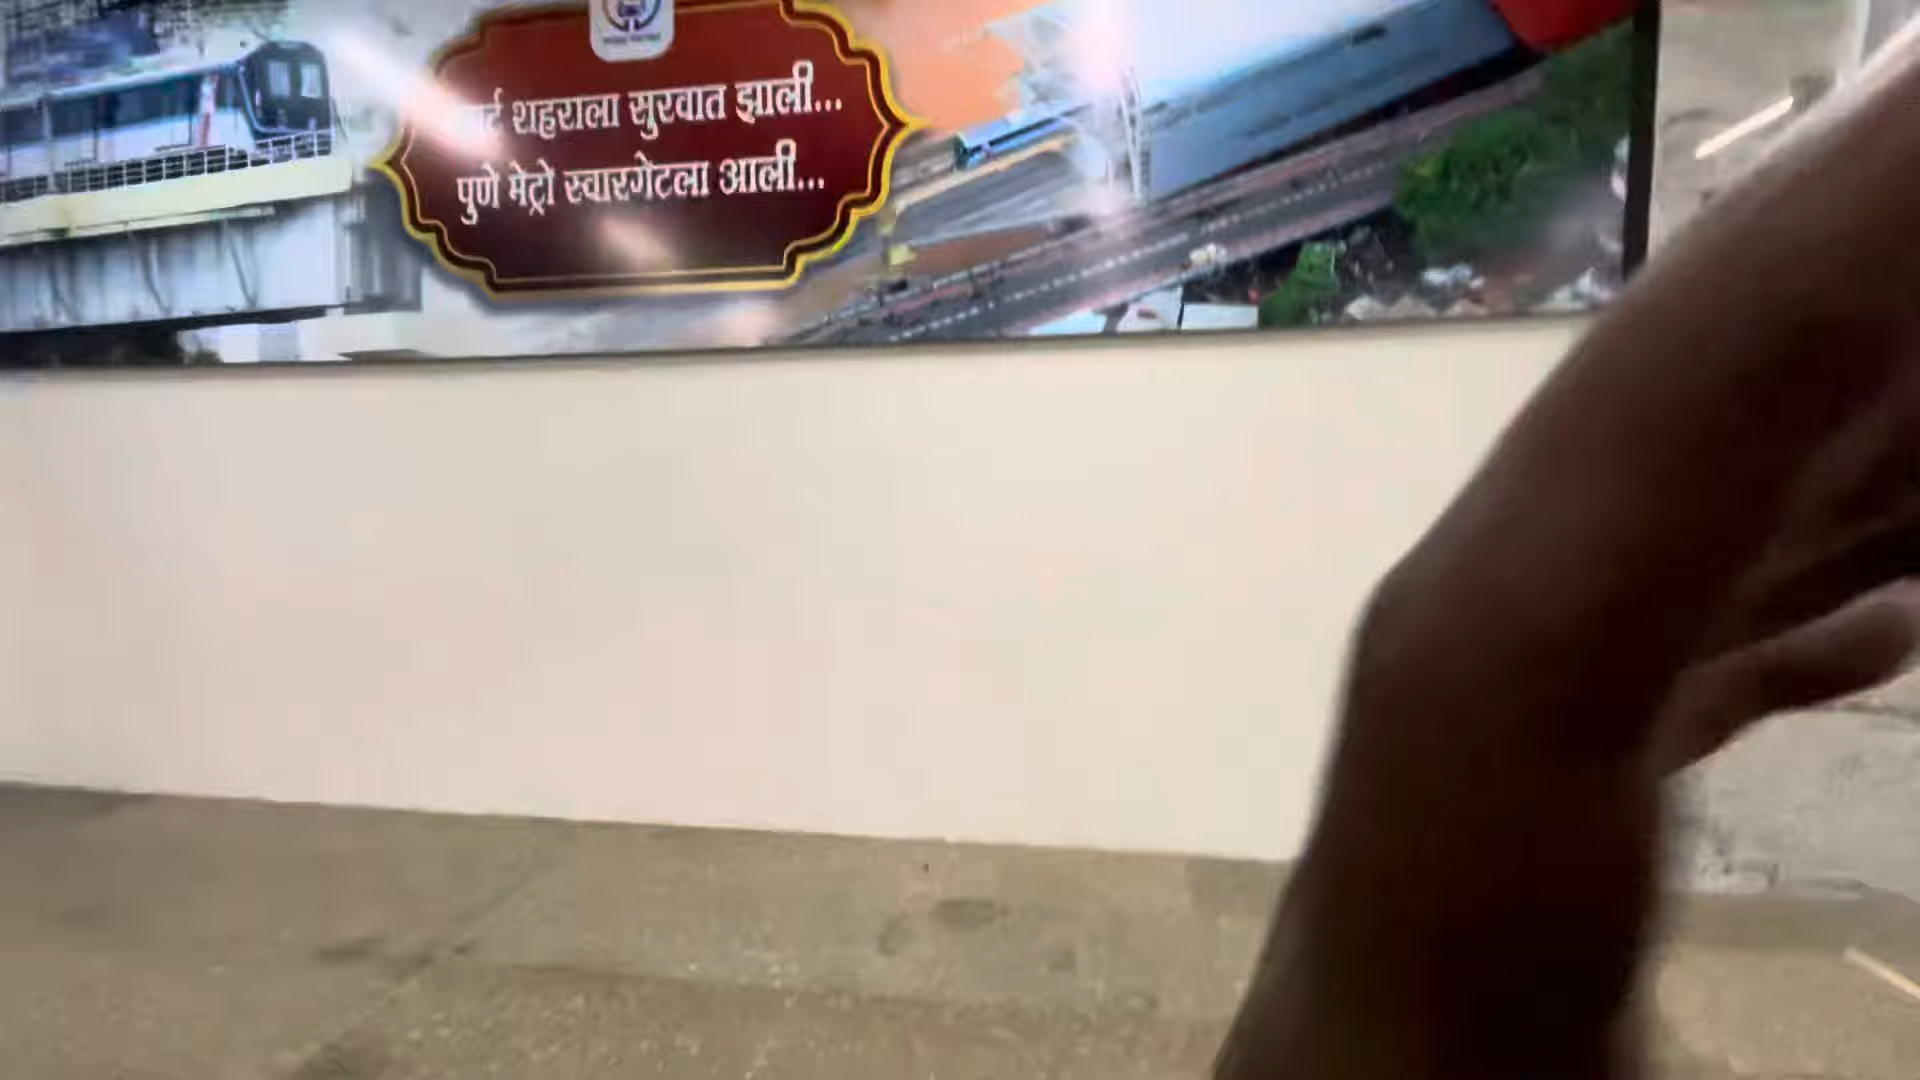 शहराला सुरवात झाली...
पुणे मेट्रो स्वारगेटला आली...